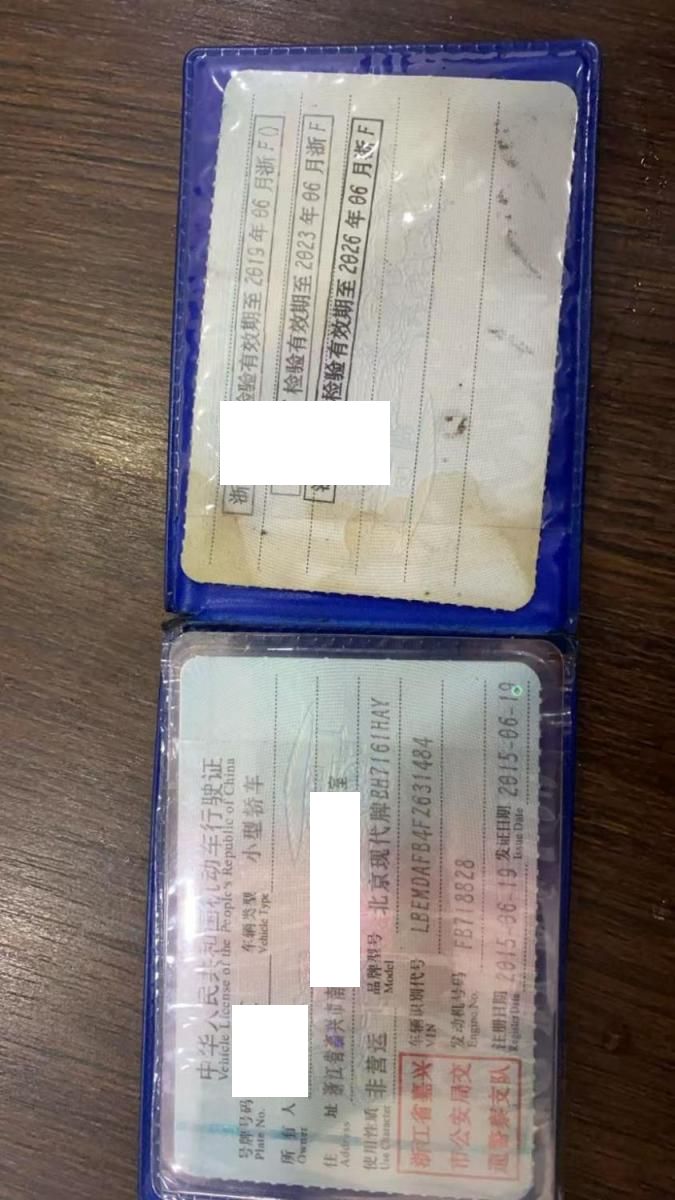 浙
检验有效期至2019年06月浙F()
检验有效期至2023年06月浙F
检验有效期至2026年06月浙F
中华人民共和国机动车行驶证
Vehicle License of the People's Republic of China
号牌号码
Plate No.
车辆类型 小型轿车
Vehicle Type
所有人
Owner
住址 浙江省嘉兴市南
室
Address
使用性质 非营运
Use Character
品牌型号 北京现代牌BH7161HAY
Model
浙江省嘉兴
市公安局交
通警察支队
车辆识别代号 LBEMDAFB4FZ631484
VIN
发动机号码 FB718828
Engine No.
注册日期 2015-06-19
Register Date
发证日期 2015-06-19
Issue Date